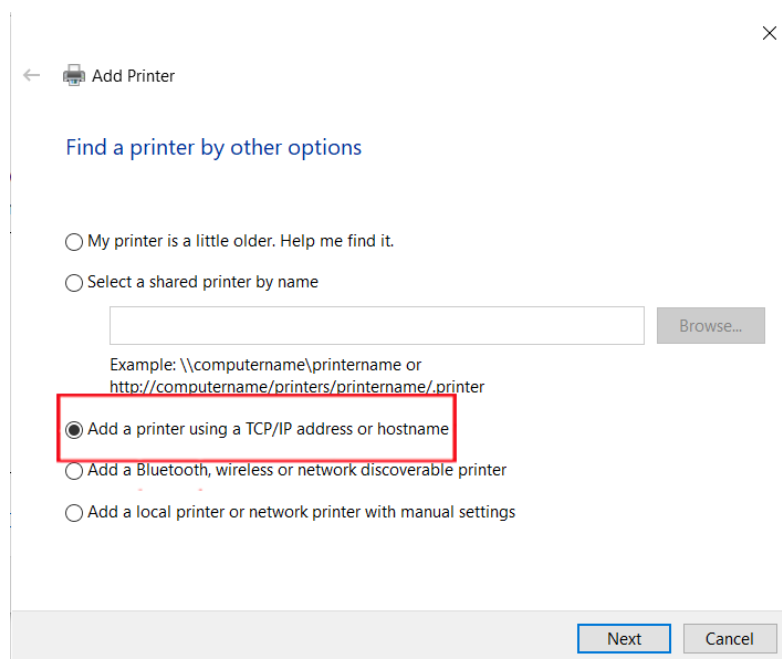 Add Printer
Find a printer by other options
My printer is a little older. Help me find it.
Select a shared printer by name
Browse...
Example: \\computername\printername or
http://computername/printers/printername/.printer
Add a printer using a TCP/IP address or hostname
Add a Bluetooth, wireless or network discoverable printer
Add a local printer or network printer with manual settings
Next
Cancel